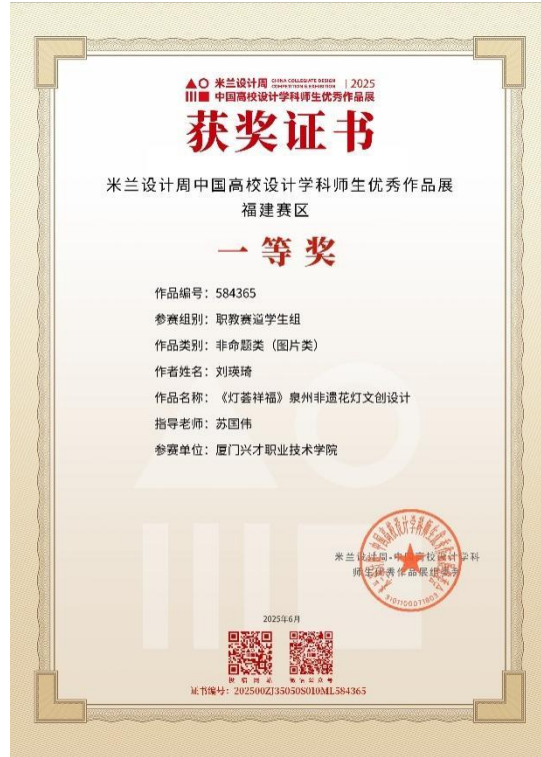 米兰设计周 CHINA COLLEGIATE DESIGN COMPETITION & EXHIBITION | 2025
中国高校设计学科师生优秀作品展
获奖证书
米兰设计周中国高校设计学科师生优秀作品展
福建赛区
一等奖
作品编号：584365
参赛组别：职教赛道学生组
作品类别：非命题类（图片类）
作者姓名：刘瑛琦
作品名称：《灯荟祥福》泉州非遗花灯文创设计
指导老师：苏国伟
参赛单位：厦门兴才职业技术学院
米兰设计周-中国高校设计学科
师生优秀作品展组委会
2025年6月
证书编号：202500ZJ35050S010ML584365